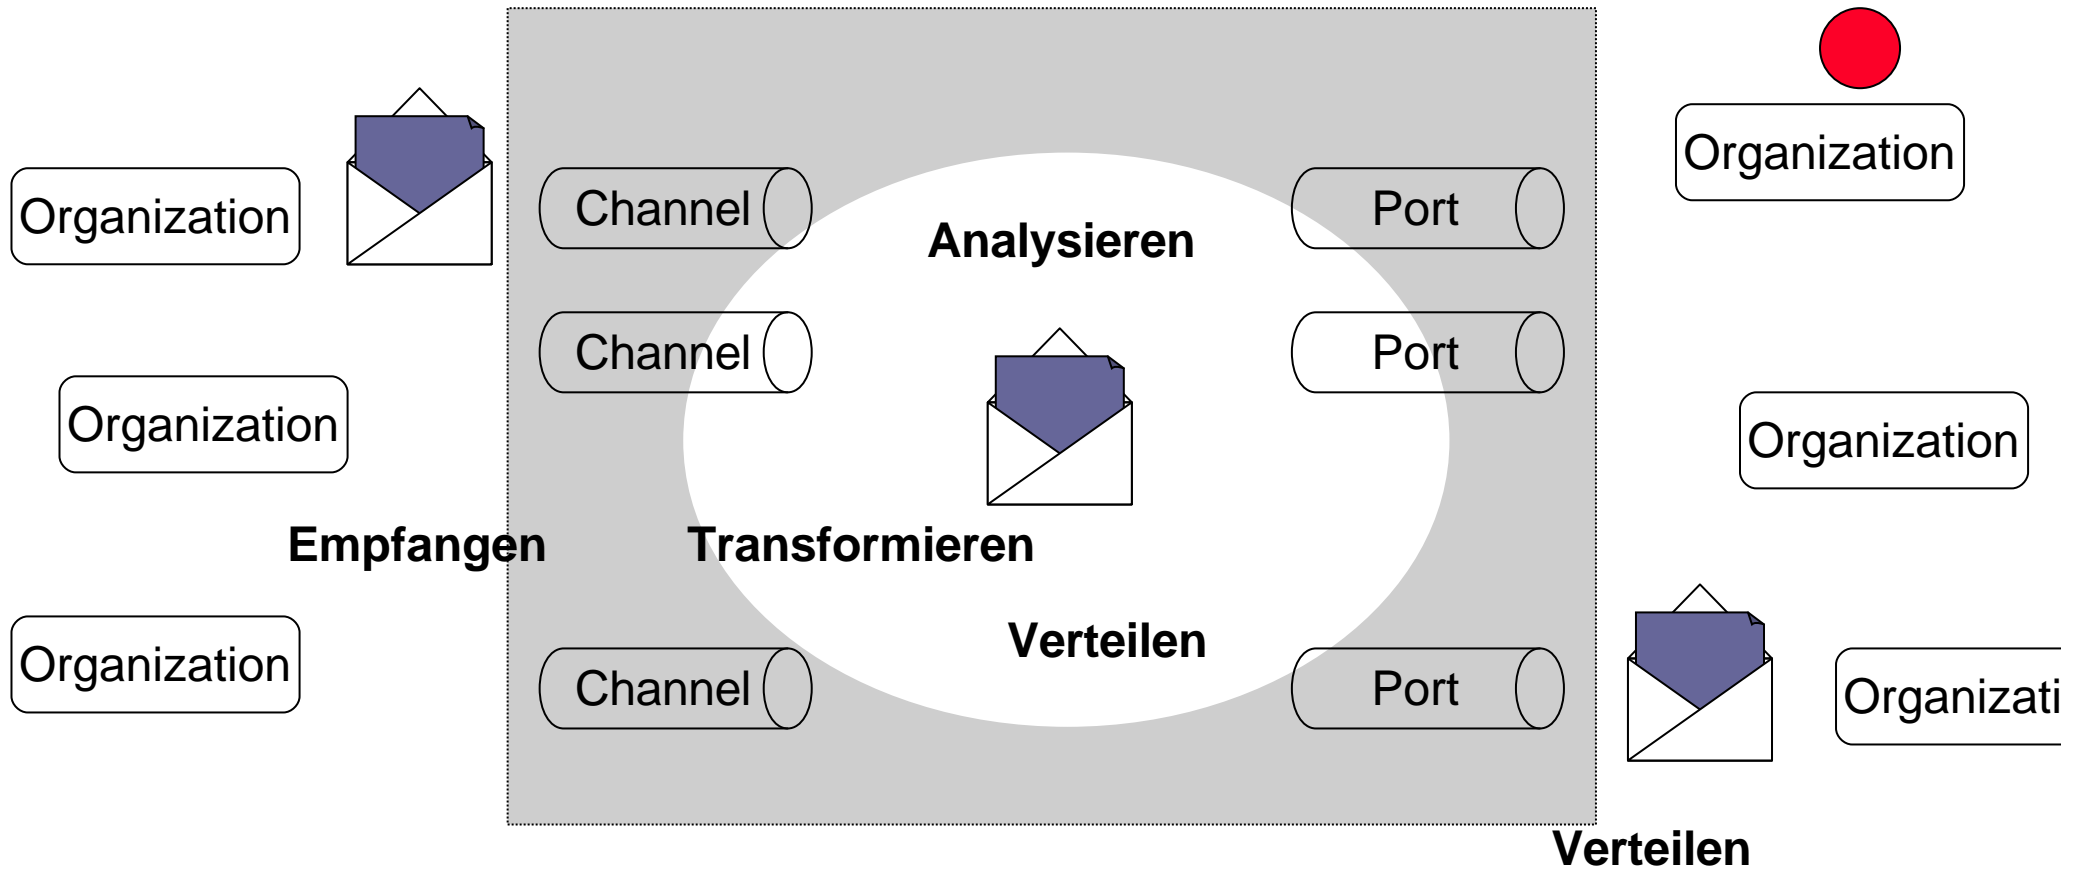 Organization
Organization
Channel
Port
Analysieren
Channel
Port
Organization
Organization
Empfangen
Transformieren
Verteilen
Organization
Channel
Port
Organizati
Verteilen